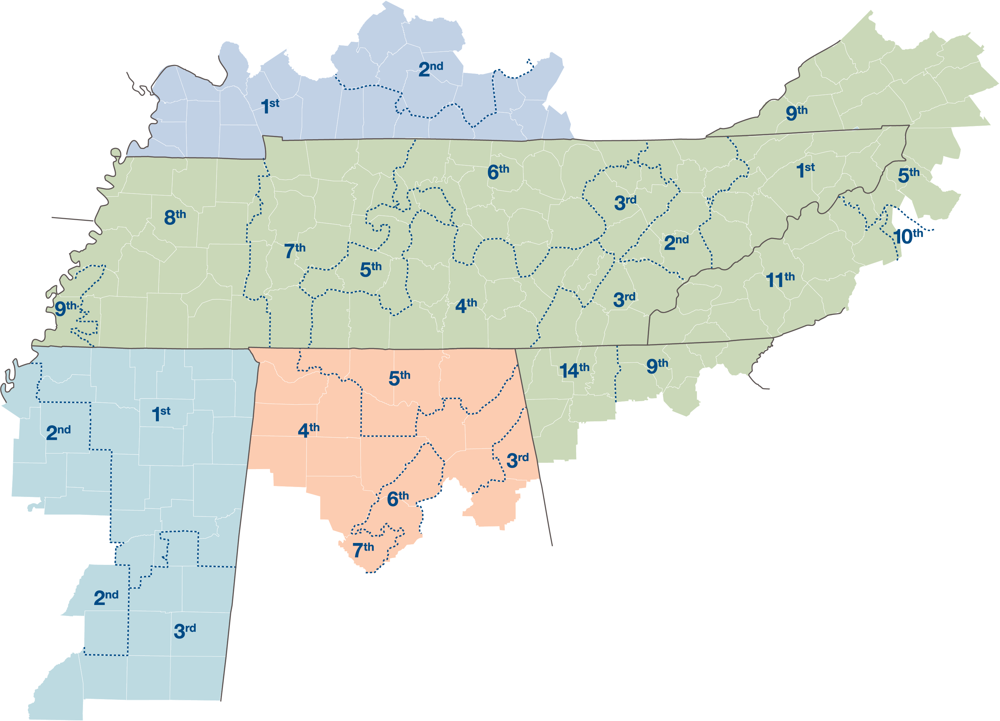 2nd
1st
9th
6th
1st
5th
3rd
8th
10th
2nd
7th
5th
11th
3rd
4th
9th
9th
14th
5th
1st
4th
2nd
3rd
6th
7th
2nd
3rd